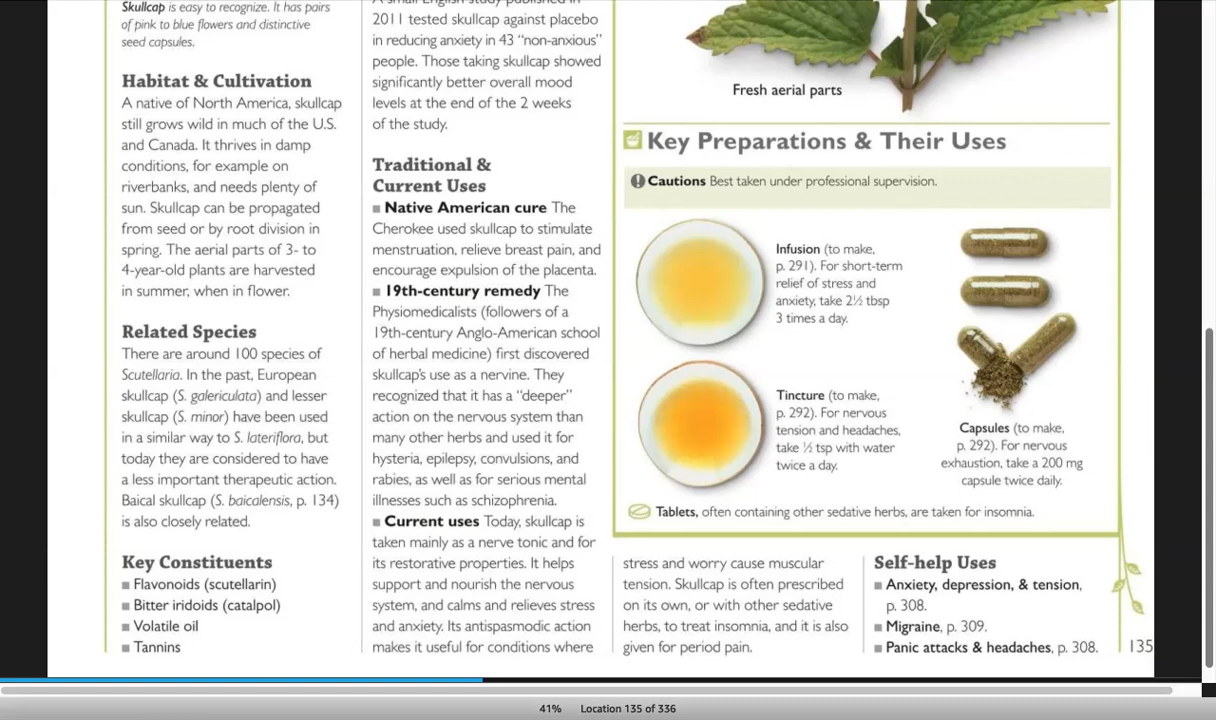 Skullcap is easy to recognize. It has pairs
of pink to blue flowers and distinctive
seed capsules.
Habitat & Cultivation
A native of North America, skullcap
still grows wild in much of the U.S.
and Canada. It thrives in damp
conditions, for example on
riverbanks, and needs plenty of
sun. Skullcap can be propagated
from seed or by root division in
spring. The aerial parts of 3- to
4-year-old plants are harvested
in summer, when in flower.
Related Species
There are around 100 species of
Scutellaria. In the past, European
skullcap (S. galericulata) and lesser
skullcap (S. minor) have been used
in a similar way to S. lateriflora, but
today they are considered to have
a less important therapeutic action.
Baical skullcap (S. baicalensis, p. 134)
is also closely related.
Key Constituents
■ Flavonoids (scutellarin)
■ Bitter iridoids (catalpol)
■ Volatile oil
■ Tannins
A small English study published in
2011 tested skullcap against placebo
in reducing anxiety in 43 “non-anxious”
people. Those taking skullcap showed
significantly better overall mood
levels at the end of the 2 weeks
of the study.
Traditional &
Current Uses
■ Native American cure The
Cherokee used skullcap to stimulate
menstruation, relieve breast pain, and
encourage expulsion of the placenta.
■ 19th-century remedy The
Physiomedicalists (followers of a
19th-century Anglo-American school
of herbal medicine) first discovered
skullcap’s use as a nervine. They
recognized that it has a “deeper”
action on the nervous system than
many other herbs and used it for
hysteria, epilepsy, convulsions, and
rabies, as well as for serious mental
illnesses such as schizophrenia.
■ Current uses Today, skullcap is
taken mainly as a nerve tonic and for
its restorative properties. It helps
support and nourish the nervous
system, and calms and relieves stress
and anxiety. Its antispasmodic action
makes it useful for conditions where
Fresh aerial parts
Key Preparations & Their Uses
Cautions Best taken under professional supervision.
Infusion (to make,
p. 291). For short-term
relief of stress and
anxiety, take 2½ tbsp
3 times a day.
Tincture (to make,
p. 292). For nervous
tension and headaches,
take ½ tsp with water
twice a day.
Capsules (to make,
p. 292). For nervous
exhaustion, take a 200 mg
capsule twice daily.
Tablets, often containing other sedative herbs, are taken for insomnia.
stress and worry cause muscular
tension. Skullcap is often prescribed
on its own, or with other sedative
herbs, to treat insomnia, and it is also
given for period pain.
Self-help Uses
■ Anxiety, depression, & tension,
p. 308.
■ Migraine, p. 309.
■ Panic attacks & headaches, p. 308.
135
41% Location 135 of 336